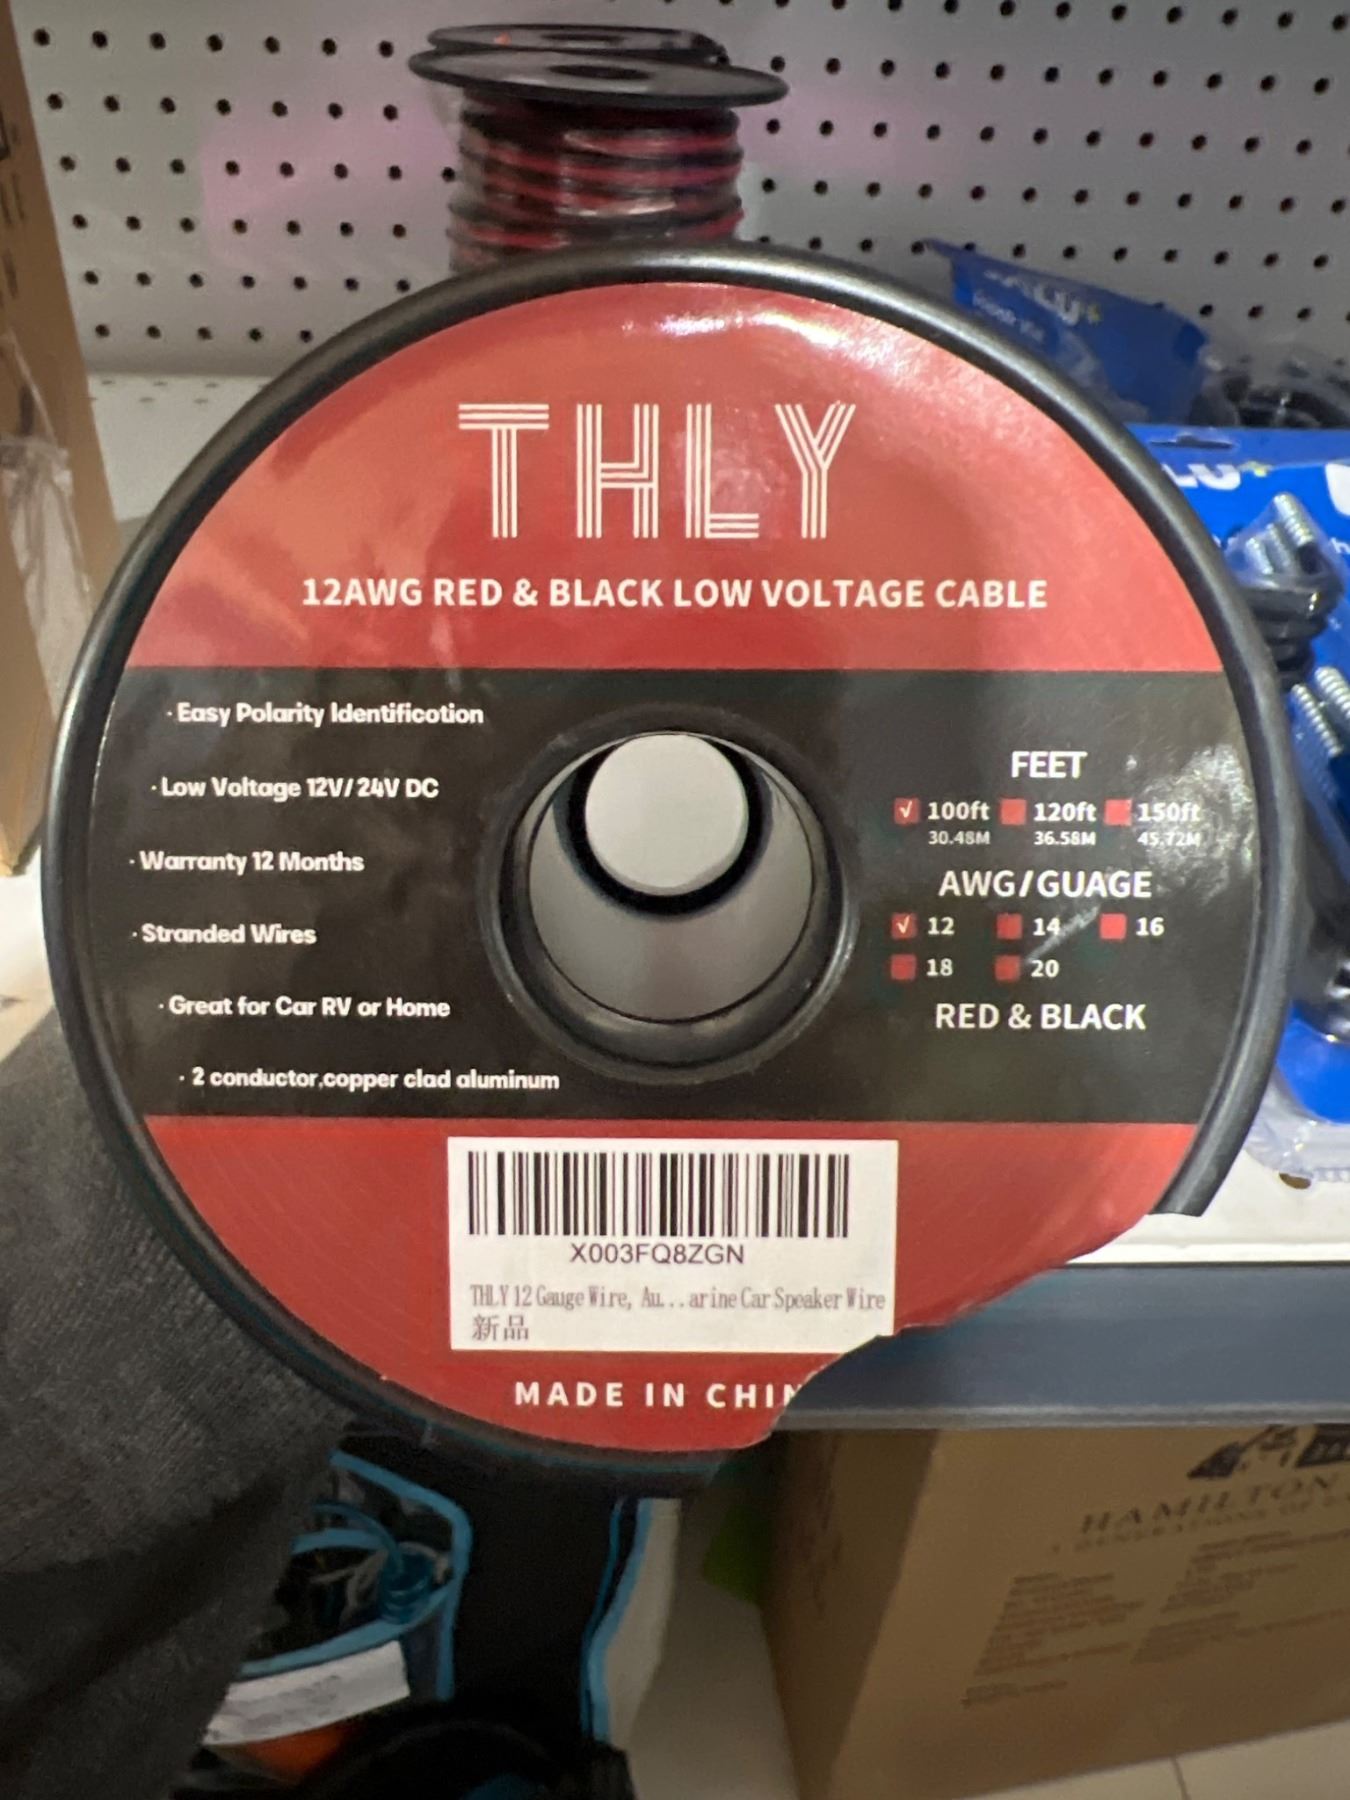 THLY
12AWG RED & BLACK LOW VOLTAGE CABLE
· Easy Polarity Identificotion
· Low Voltage 12V/ 24V DC
· Warranty 12 Months
· Stranded Wires
· Great for Car RV or Home
· 2 conductor,copper clad aluminum
FEET
√ 100ft 120ft 150ft
30.48M 36.58M 45.72M
AWG/GUAGE
√ 12 14 16
18 20
RED & BLACK
X003FQ8ZGN
THLY 12 Gauge Wire, Au...arine Car Speaker Wire
新品
MADE IN CHIN
HAMILTON